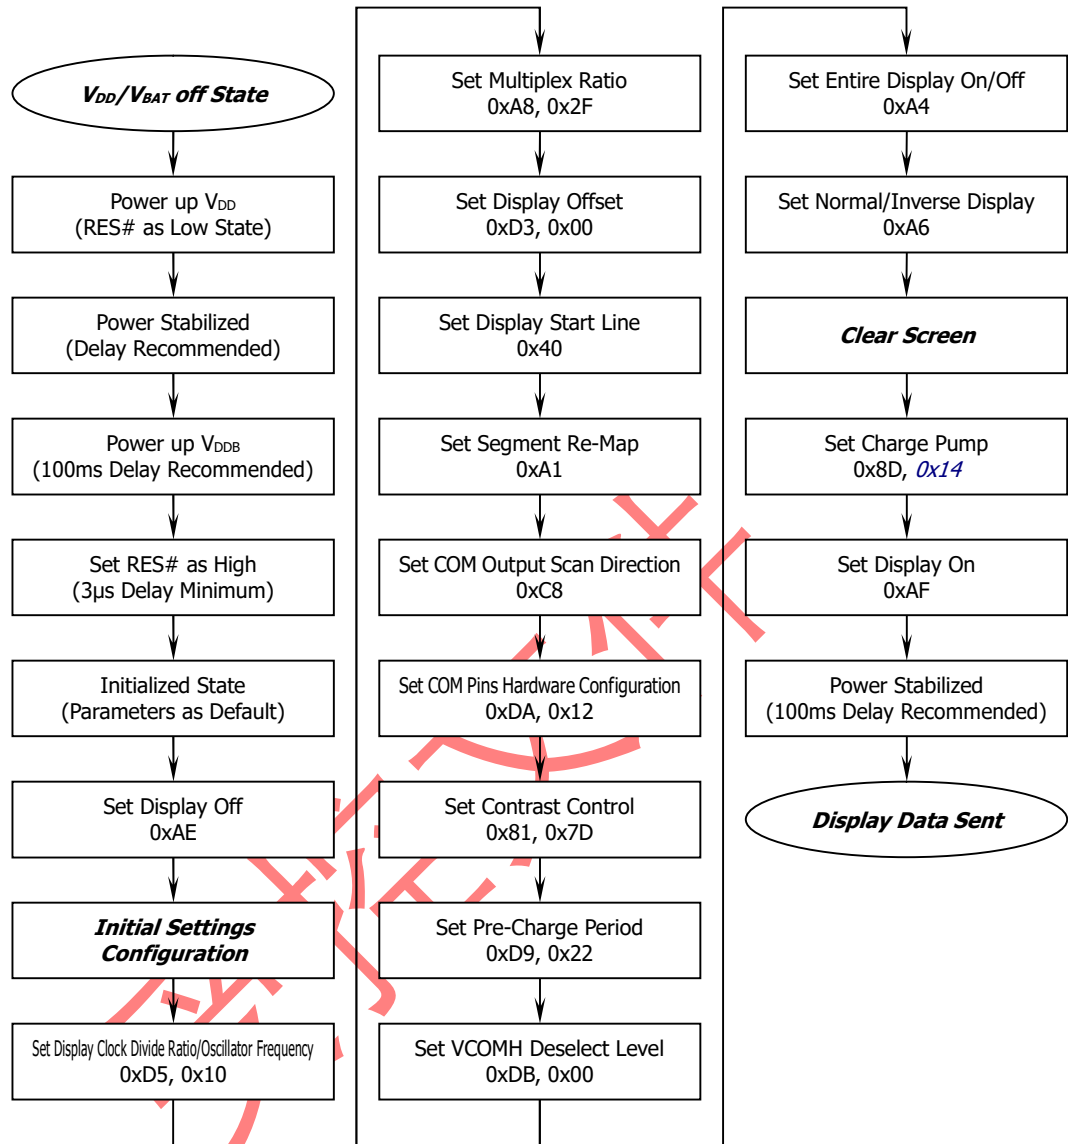 VDD/VBAT off State
Power up VDD
(RES# as Low State)
Power Stabilized
(Delay Recommended)
Power up VDDB
(100ms Delay Recommended)
Set RES# as High
(3µs Delay Minimum)
Initialized State
(Parameters as Default)
Set Display Off
0xAE
Initial Settings
Configuration
Set Display Clock Divide Ratio/Oscillator Frequency
0xD5, 0x10
Set Multiplex Ratio
0xA8, 0x2F
Set Display Offset
0xD3, 0x00
Set Display Start Line
0x40
Set Segment Re-Map
0xA1
Set COM Output Scan Direction
0xC8
Set COM Pins Hardware Configuration
0xDA, 0x12
Set Contrast Control
0x81, 0x7D
Set Pre-Charge Period
0xD9, 0x22
Set VCOMH Deselect Level
0xDB, 0x00
Set Entire Display On/Off
0xA4
Set Normal/Inverse Display
0xA6
Clear Screen
Set Charge Pump
0x8D, 0x14
Set Display On
0xAF
Power Stabilized
(100ms Delay Recommended)
Display Data Sent